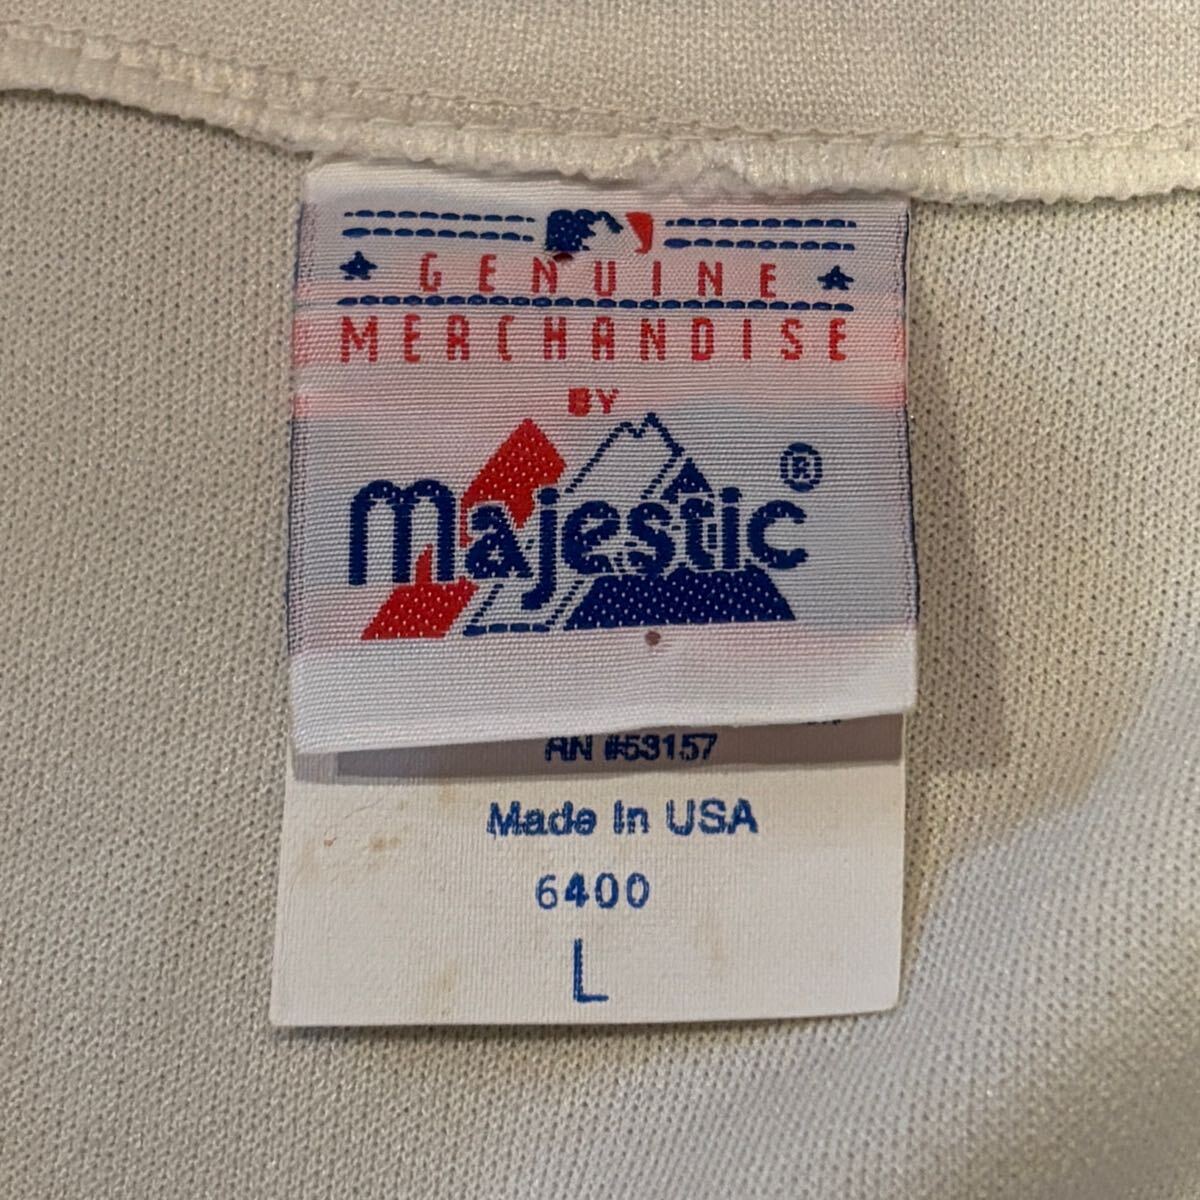 GENUINE
MERCHANDISE
BY
majestic ®
RN #53157
Made In USA
6400
L